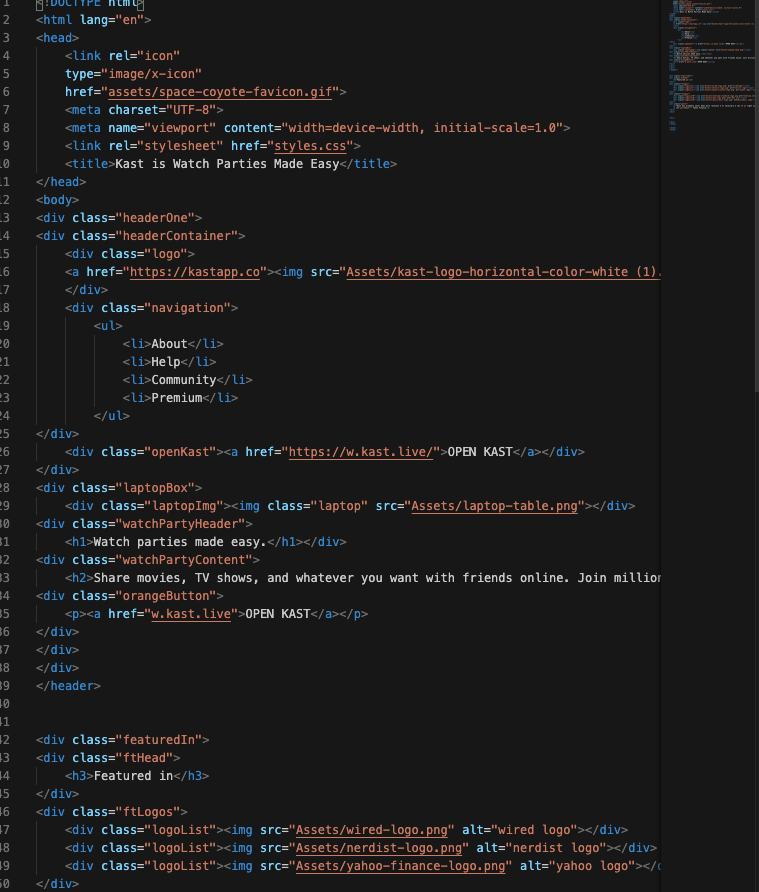 1 <!DOCTYPE html>
2 <html lang="en">
3 <head>
4     <link rel="icon"
5     type="image/x-icon"
6     href="assets/space-coyote-favicon.gif">
7     <meta charset="UTF-8">
8     <meta name="viewport" content="width=device-width, initial-scale=1.0">
9     <link rel="stylesheet" href="styles.css">
10     <title>Kast is Watch Parties Made Easy</title>
11 </head>
12 <body>
13 <div class="headerOne">
14 <div class="headerContainer">
15     <div class="logo">
16     <a href="https://kastapp.co"><img src="Assets/kast-logo-horizontal-color-white (1).
17     </div>
18     <div class="navigation">
19         <ul>
20             <li>About</li>
21             <li>Help</li>
22             <li>Community</li>
23             <li>Premium</li>
24         </ul>
25 </div>
26     <div class="openKast"><a href="https://w.kast.live/">OPEN KAST</a></div>
27 </div>
28 <div class="laptopBox">
29     <div class="laptopImg"><img class="laptop" src="Assets/laptop-table.png"></div>
30 <div class="watchPartyHeader">
31     <h1>Watch parties made easy.</h1></div>
32 <div class="watchPartyContent">
33     <h2>Share movies, TV shows, and whatever you want with friends online. Join million
34 <div class="orangeButton">
35     <p><a href="w.kast.live">OPEN KAST</a></p>
36 </div>
37 </div>
38 </div>
39 </header>
40
41
42 <div class="featuredIn">
43 <div class="ftHead">
44     <h3>Featured in</h3>
45 </div>
46 <div class="ftLogos">
47     <div class="logoList"><img src="Assets/wired-logo.png" alt="wired logo"></div>
48     <div class="logoList"><img src="Assets/nerdist-logo.png" alt="nerdist logo"></div>
49     <div class="logoList"><img src="Assets/yahoo-finance-logo.png" alt="yahoo logo"></d
50 </div>